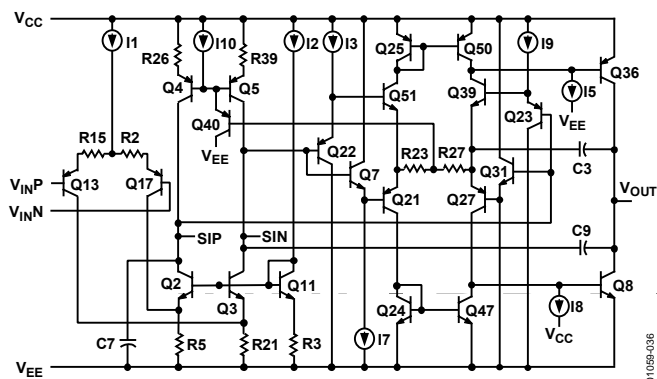 VCC
I1
I10
I2
I3
I9
R26
R39
Q25
Q50
Q36
Q4
Q5
Q51
Q39
I5
Q40
Q23
VEE
VEE
R15
R2
Q22
R23
R27
Q31
C3
VINP
Q13
Q17
Q7
Q21
Q27
VOUT
VINN
SIP
SIN
C9
Q2
Q3
Q11
Q24
Q47
I8
Q8
C7
R5
R21
R3
I7
VCC
VEE
01059-036